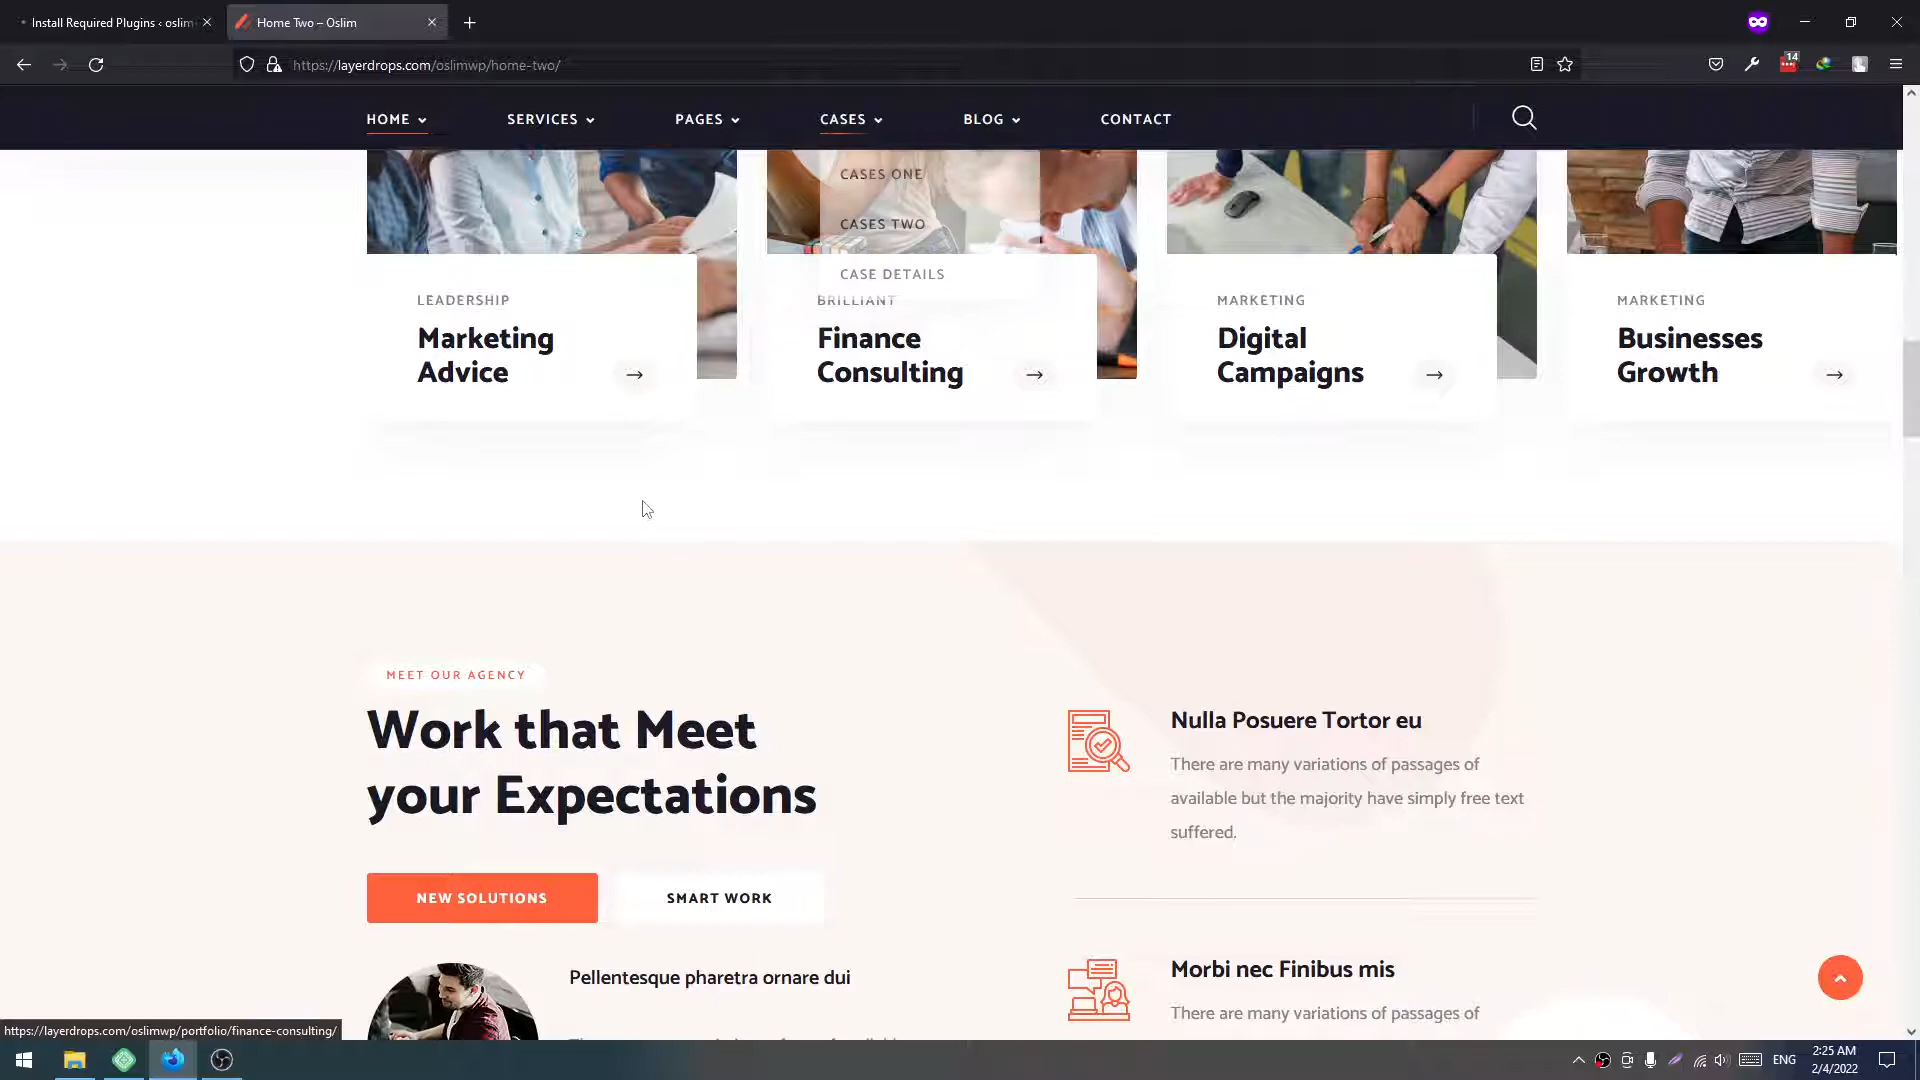 Install Required Plugins ‹ oslim
Home Two – Oslim
https://layerdrops.com/oslimwp/home-two/
14
HOME
SERVICES
PAGES
CASES
BLOG
CONTACT
CASES ONE
CASES TWO
CASE DETAILS
LEADERSHIP
Marketing
Advice
BRILLIANT
Finance
Consulting
MARKETING
Digital
Campaigns
MARKETING
Businesses
Growth
MEET OUR AGENCY
Work that Meet
your Expectations
NEW SOLUTIONS
SMART WORK
Pellentesque pharetra ornare dui
Nulla Posuere Tortor eu
There are many variations of passages of
available but the majority have simply free text
suffered.
Morbi nec Finibus mis
There are many variations of passages of
https://layerdrops.com/oslimwp/portfolio/finance-consulting/
ENG
2:25 AM
2/4/2022